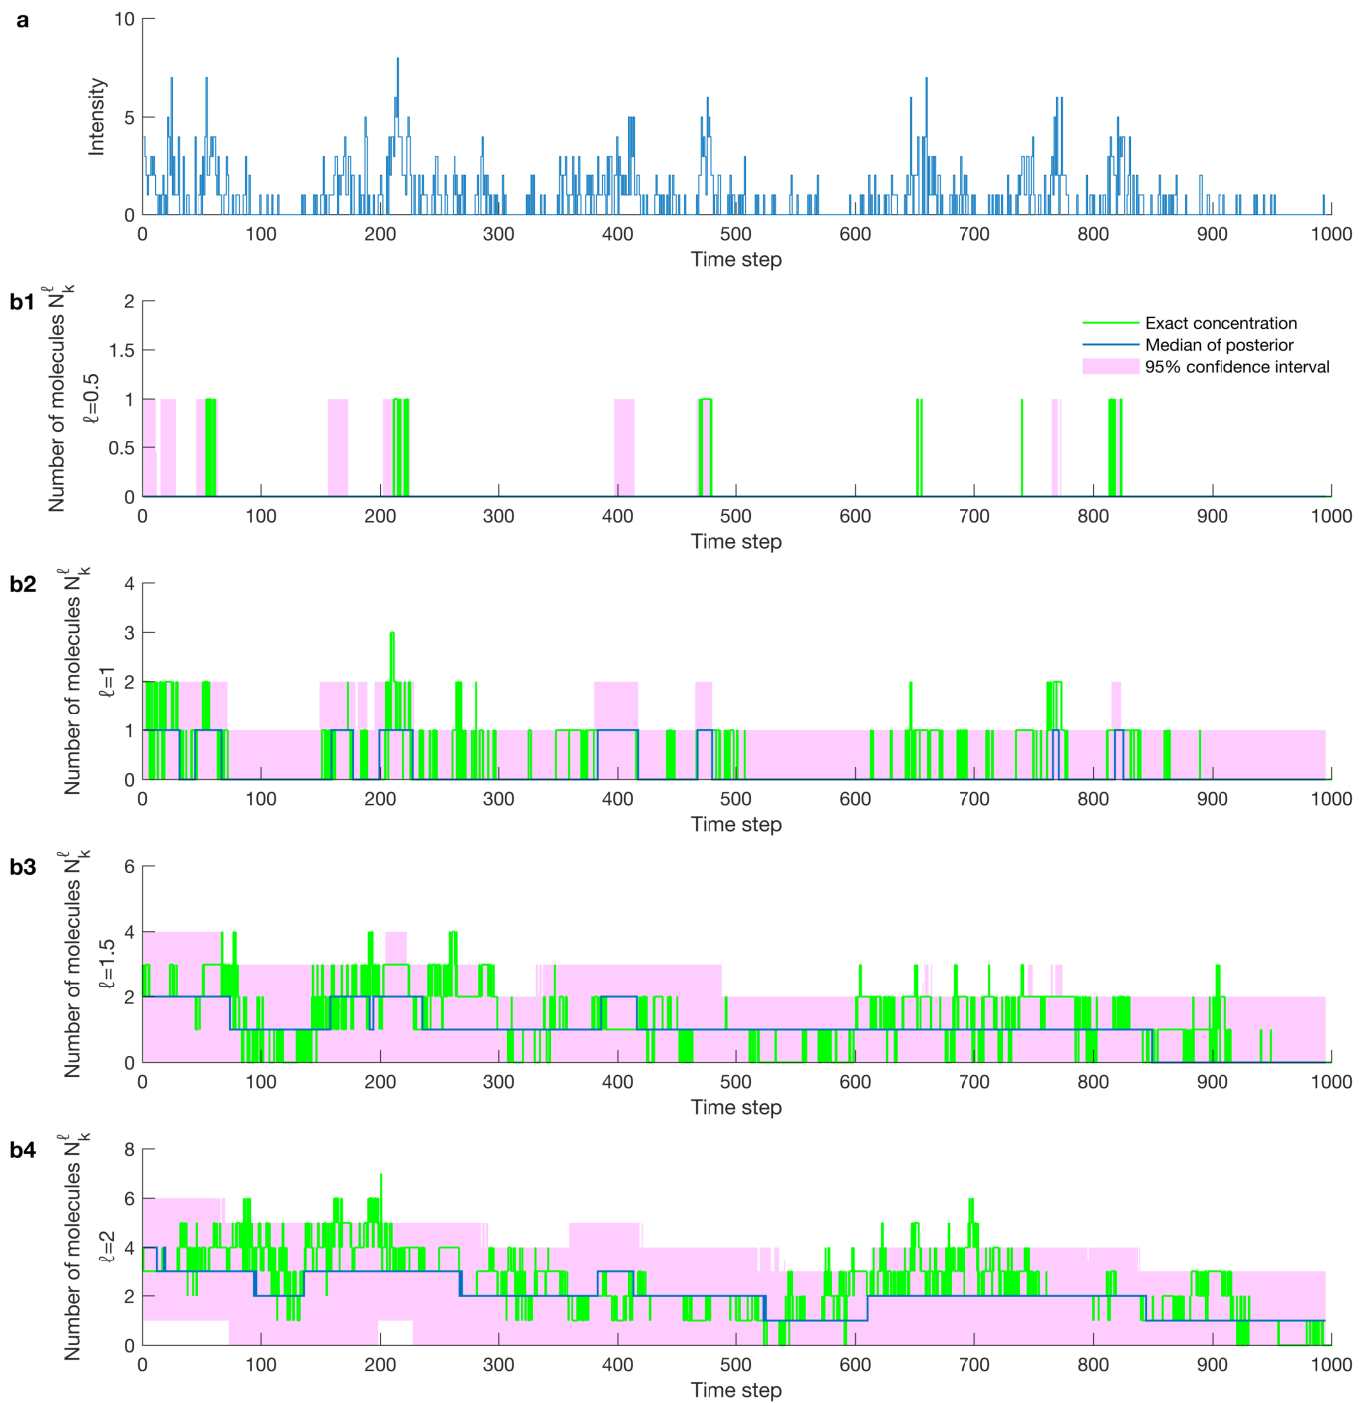 a
Intensity
10
5
0
0 100 200 300 400 500 600 700 800 900 1000
Time step
b1
Number of molecules N_k^ℓ
ℓ=0.5
2
1.5
1
0.5
0
Exact concentration
Median of posterior
95% confidence interval
0 100 200 300 400 500 600 700 800 900 1000
Time step
b2
Number of molecules N_k^ℓ
ℓ=1
4
3
2
1
0
0 100 200 300 400 500 600 700 800 900 1000
Time step
b3
Number of molecules N_k^ℓ
ℓ=1.5
6
4
2
0
0 100 200 300 400 500 600 700 800 900 1000
Time step
b4
Number of molecules N_k^ℓ
ℓ=2
8
6
4
2
0
0 100 200 300 400 500 600 700 800 900 1000
Time step